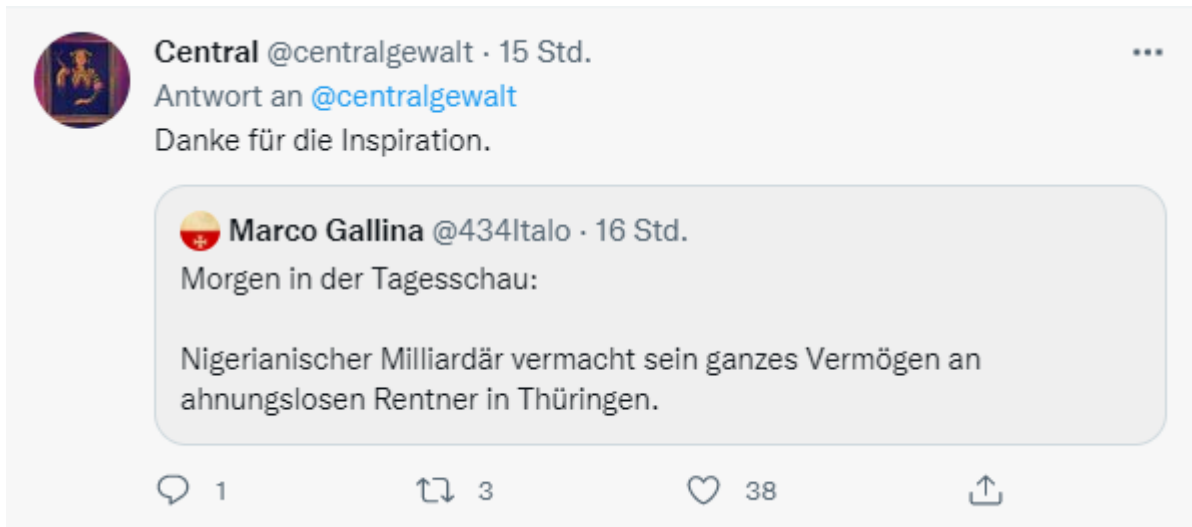 Central @centralgewalt · 15 Std.
Antwort an @centralgewalt
Danke für die Inspiration.
Marco Gallina @434Italo · 16 Std.
Morgen in der Tagesschau:
Nigerianischer Milliardär vermacht sein ganzes Vermögen an
ahnungslosen Rentner in Thüringen.
1 3 38